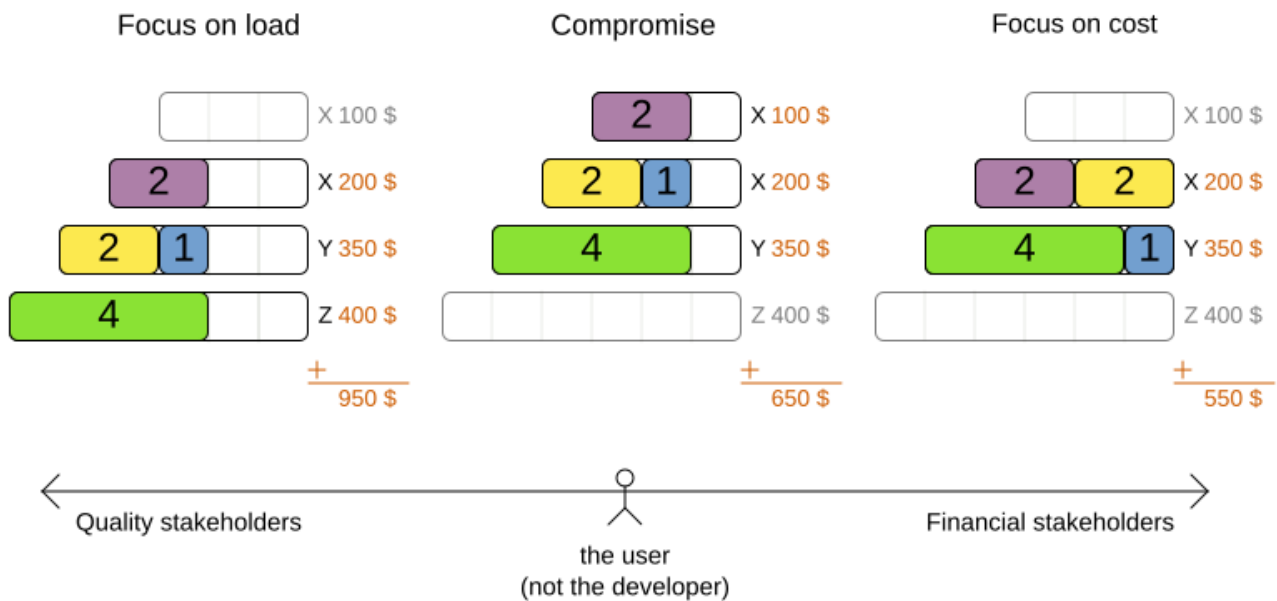 Focus on load
Compromise
Focus on cost
X 100 $
2 X 100 $
X 100 $
2 X 200 $
2 1 X 200 $
2 2 X 200 $
2 1 Y 350 $
4 Y 350 $
4 1 Y 350 $
4 Z 400 $
Z 400 $
Z 400 $
+
+
+
950 $
650 $
550 $
Quality stakeholders
Financial stakeholders
the user
(not the developer)